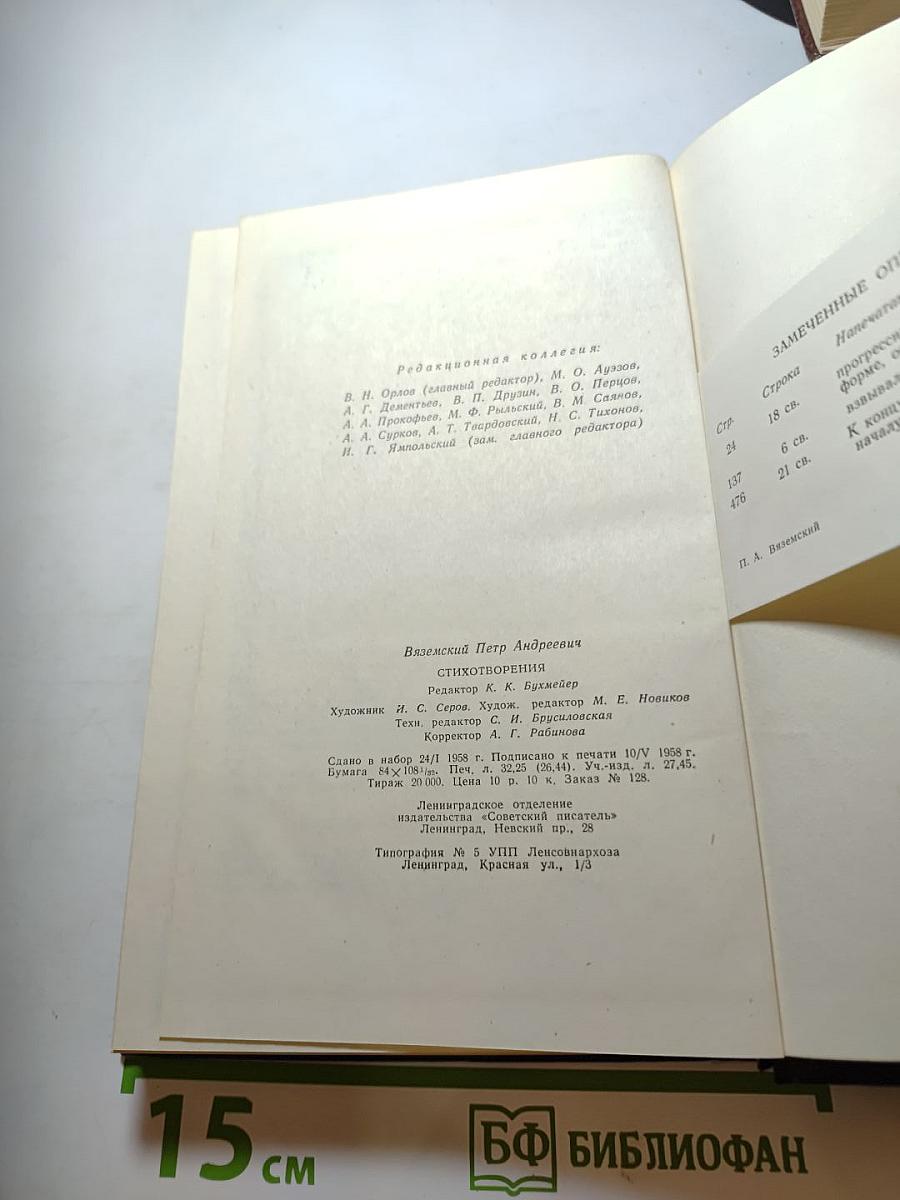 Редакционная коллегия:
В. Н. Орлов (главный редактор), М. О. Ауэзов,
А. Г. Дементьев, В. П. Друзин, В. О. Перцов,
А. А. Прокофьев, М. Ф. Рыльский, В. М. Саянов,
А. А. Сурков, А. Т. Твардовский, Н. С. Тихонов,
И. Г. Ямпольский (зам. главного редактора)
Вяземский Петр Андреевич
СТИХОТВОРЕНИЯ
Редактор К. К. Бухмейер
Художник И. С. Серов. Худож. редактор М. Е. Новиков
Техн. редактор С. И. Брусиловская
Корректор А. Г. Рабинова
Сдано в набор 24/I 1958 г. Подписано к печати 10/V 1958 г.
Бумага 84×108 1/32. Печ. л. 32,25 (26,44). Уч.-изд. л. 27,45.
Тираж 20 000. Цена 10 р. 10 к. Заказ № 128.
Ленинградское отделение
издательства «Советский писатель»
Ленинград, Невский пр., 28
Типография № 5 УПП Ленсовнархоза
Ленинград, Красная ул., 1/3
ЗАМЕЧЕННЫЕ
Стр. Строка
24 18 св.
форме,
137 6 св.
476 21 св. К концу
началу
П. А. Вяземский
15 см
БФ БИБЛИОФАН